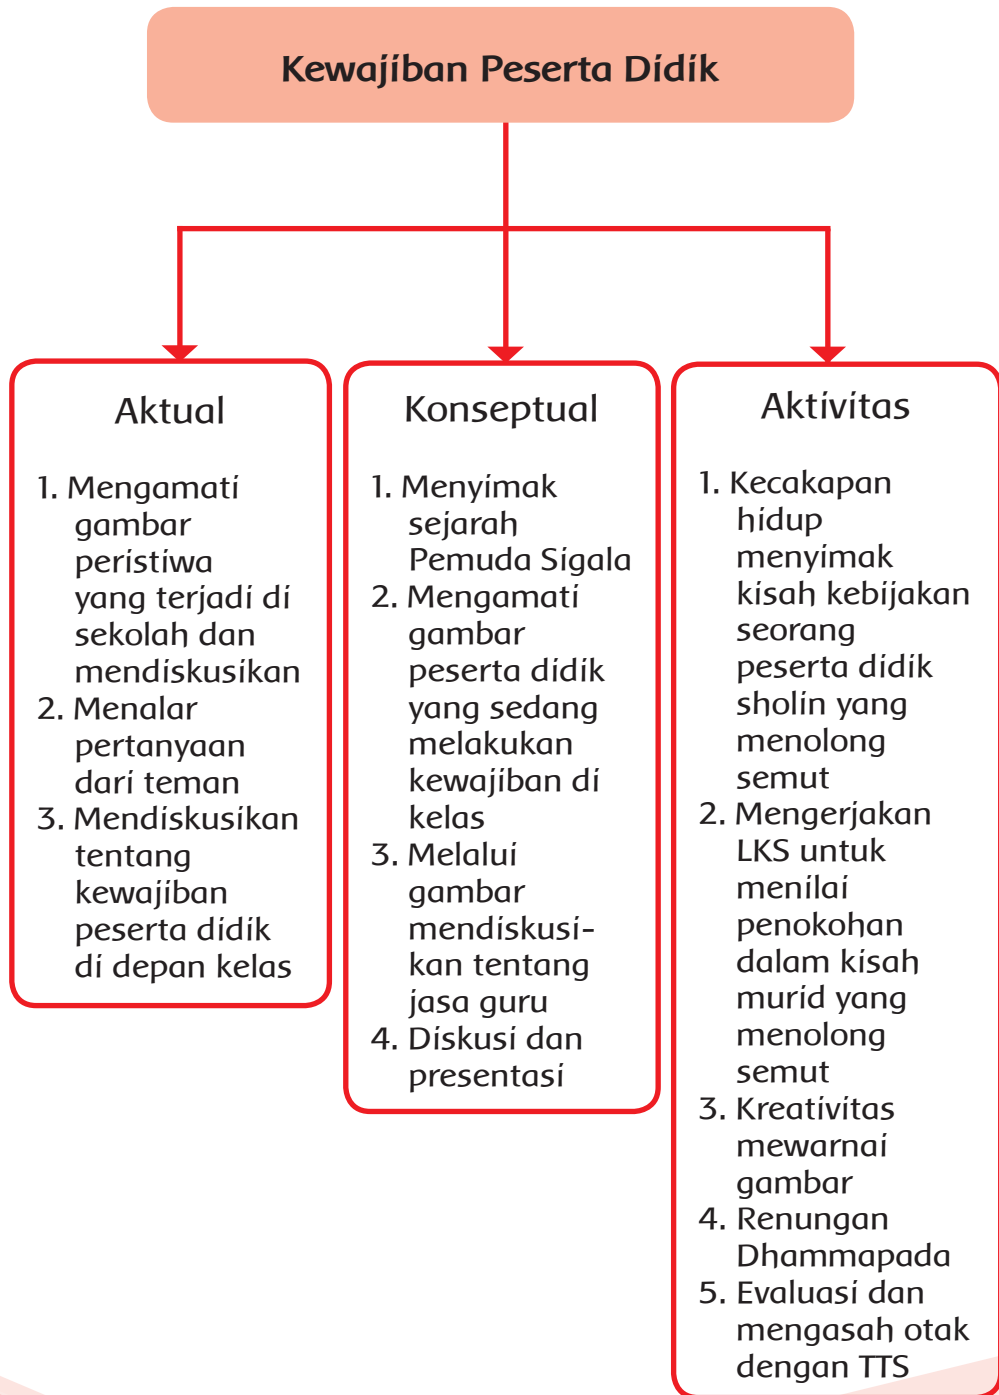 Kewajiban Peserta Didik
Aktual
1. Mengamati
gambar
peristiwa
yang terjadi di
sekolah dan
mendiskusikan
2. Menalar
pertanyaan
dari teman
3. Mendiskusikan
tentang
kewajiban
peserta didik
di depan kelas
Konseptual
1. Menyimak
sejarah
Pemuda Sigala
2. Mengamati
gambar
peserta didik
yang sedang
melakukan
kewajiban di
kelas
3. Melalui
gambar
mendiskusi-
kan tentang
jasa guru
4. Diskusi dan
presentasi
Aktivitas
1. Kecakapan
hidup
menyimak
kisah kebijakan
seorang
peserta didik
sholin yang
menolong
semut
2. Mengerjakan
LKS untuk
menilai
penokohan
dalam kisah
murid yang
menolong
semut
3. Kreativitas
mewarnai
gambar
4. Renungan
Dhammapada
5. Evaluasi dan
mengasah otak
dengan TTS